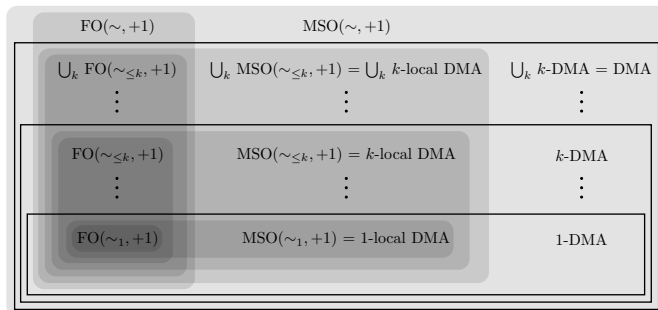 FO(∼, +1) MSO(∼, +1)
⋃ₖ FO(∼≤ₖ, +1) ⋃ₖ MSO(∼≤ₖ, +1) = ⋃ₖ k-local DMA ⋃ₖ k-DMA = DMA
⋮ ⋮ ⋮
FO(∼≤ₖ, +1) MSO(∼≤ₖ, +1) = k-local DMA k-DMA
⋮ ⋮ ⋮
FO(∼₁, +1) MSO(∼₁, +1) = 1-local DMA 1-DMA